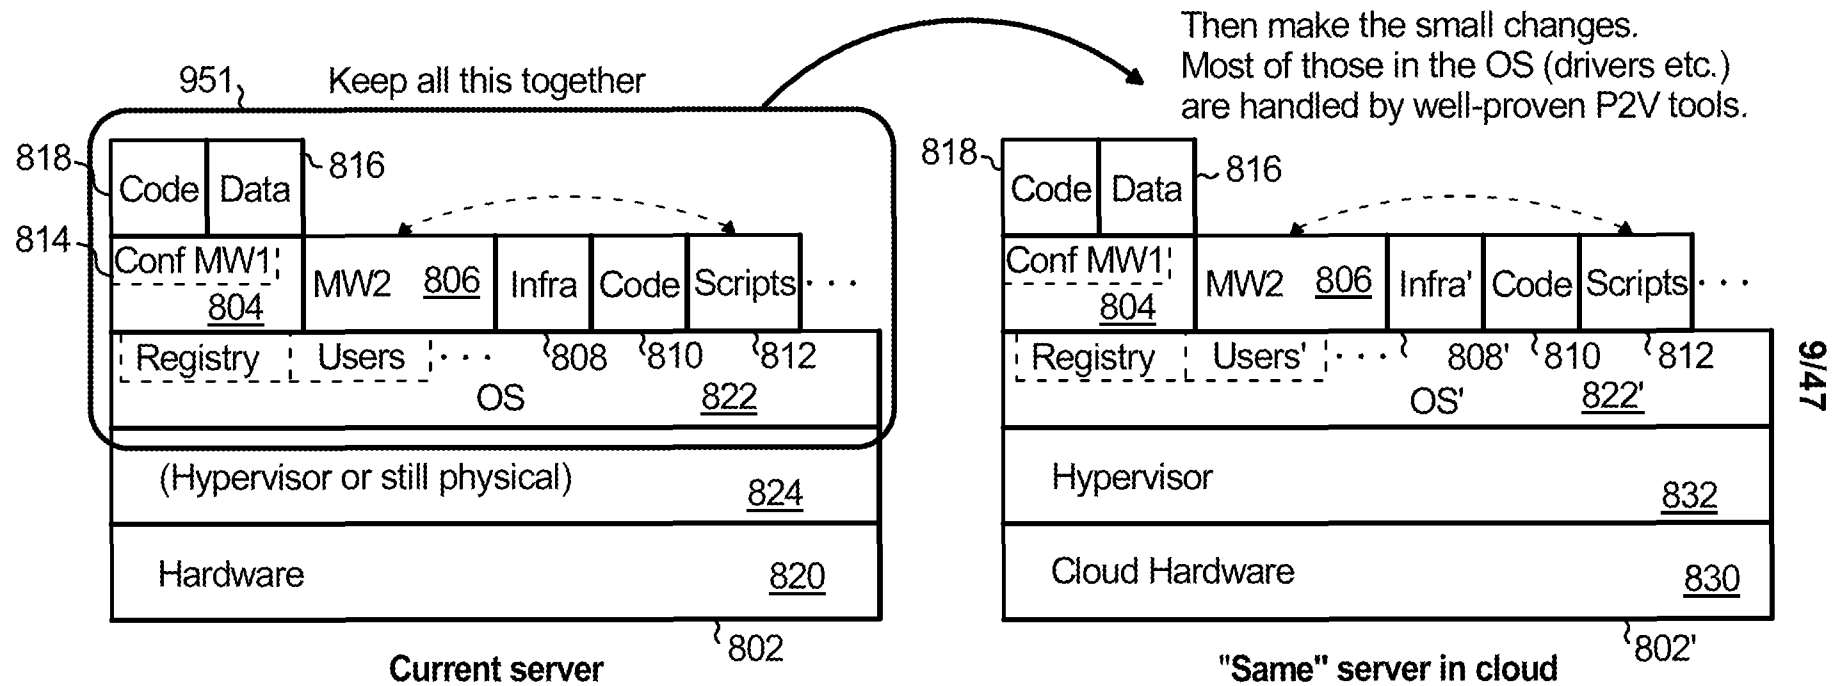 Then make the small changes.
Most of those in the OS (drivers etc.)
are handled by well-proven P2V tools.
951
Keep all this together
818
Code
Data
816
814
Conf MW1
804
MW2
806
Infra
Code
Scripts
. . .
Registry
Users
. . .
808
810
812
OS
822
(Hypervisor or still physical)
824
Hardware
820
802
Current server
818
Code
Data
816
Conf MW1
804
MW2
806
Infra'
Code
Scripts
. . .
Registry
Users'
. . .
808'
810
812
OS'
822'
Hypervisor
832
Cloud Hardware
830
802'
"Same" server in cloud
9/47